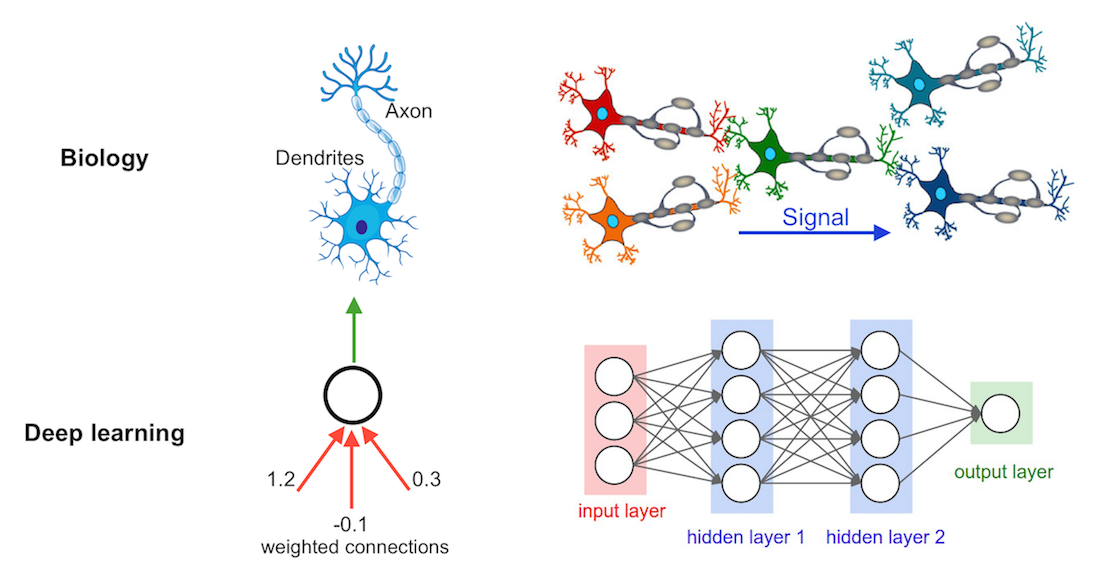 Biology
Axon
Dendrites
Signal
Deep learning
1.2
0.3
-0.1
weighted connections
input layer
hidden layer 1
hidden layer 2
output layer